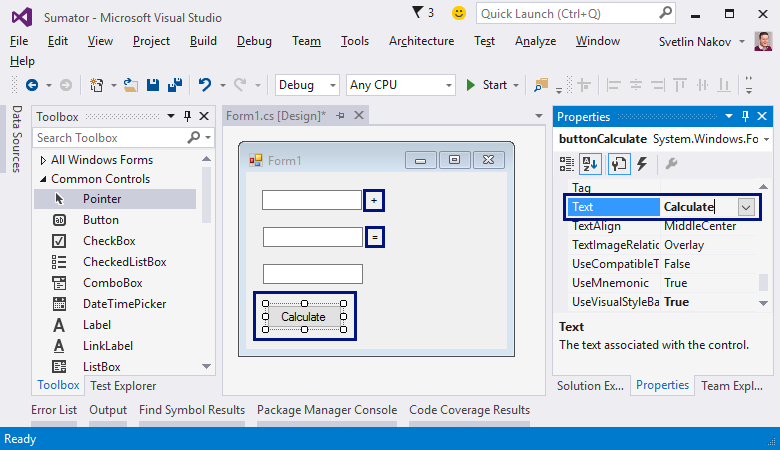 Sumator - Microsoft Visual Studio
3
Quick Launch (Ctrl+Q)
File Edit View Project Build Debug Team Tools Architecture Test Analyze Window Svetlin Nakov
Help
Debug Any CPU Start
Data Sources
Toolbox
Search Toolbox
All Windows Forms
Common Controls
Pointer
Button
CheckBox
CheckedListBox
ComboBox
DateTimePicker
Label
LinkLabel
ListBox
Toolbox Test Explorer
Form1.cs [Design]*
Form1
+
=
Calculate
Properties
buttonCalculate System.Windows.Fo
Tag
Text Calculate
TextAlign MiddleCenter
TextImageRelatio Overlay
UseCompatibleT False
UseMnemonic True
UseVisualStyleBa True
Text
The text associated with the control.
Solution Ex... Properties Team Expl...
Error List Output Find Symbol Results Package Manager Console Code Coverage Results
Ready